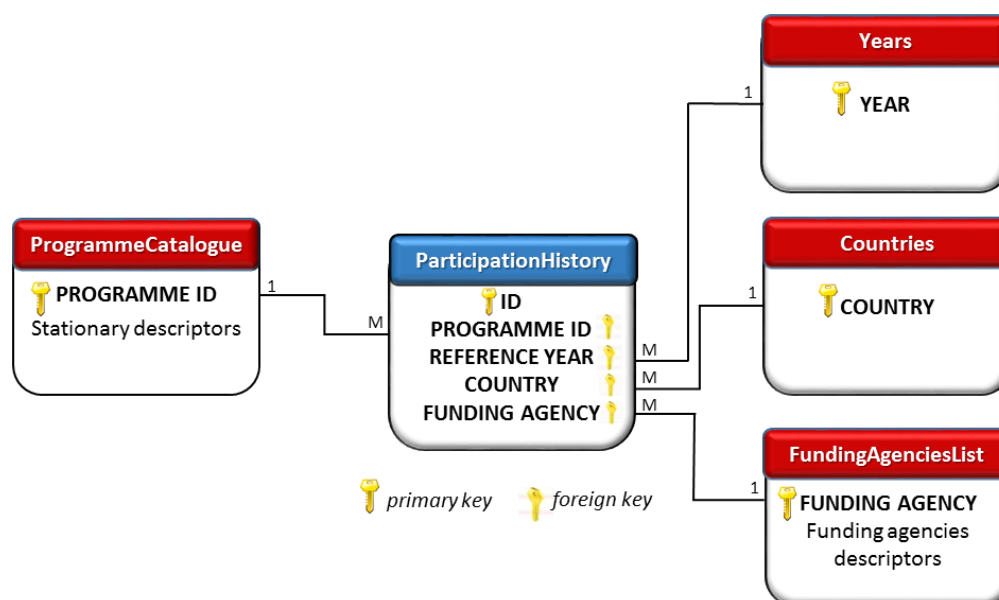 Years
YEAR
1
ProgrammeCatalogue
PROGRAMME ID
Stationary descriptors
1
M
ParticipationHistory
ID
PROGRAMME ID
REFERENCE YEAR
COUNTRY
FUNDING AGENCY
M
M
M
Countries
COUNTRY
1
FundingAgenciesList
FUNDING AGENCY
Funding agencies
descriptors
1
primary key
foreign key